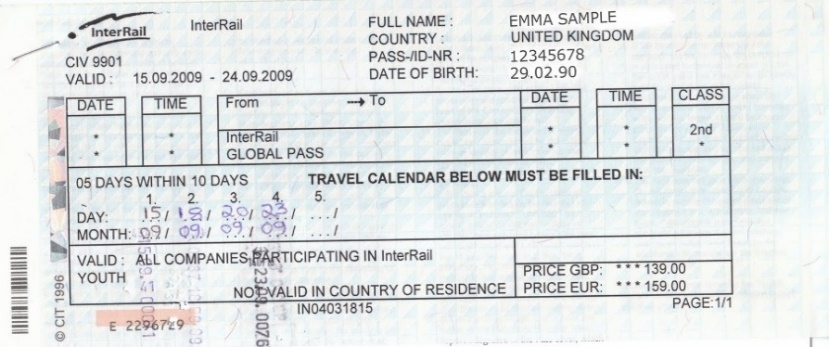 InterRail InterRail
FULL NAME : EMMA SAMPLE
COUNTRY : UNITED KINGDOM
CIV 9901 PASS-/ID-NR : 12345678
VALID : 15.09.2009 - 24.09.2009 DATE OF BIRTH: 29.02.90
DATE TIME From ---→ To DATE TIME CLASS
* * InterRail * * 2nd
* * GLOBAL PASS * * *
05 DAYS WITHIN 10 DAYS TRAVEL CALENDAR BELOW MUST BE FILLED IN:
1. 2. 3. 4. 5.
DAY: 15/ 18/ 20/ 23/ .../
MONTH: 09/ 09/ 09/ 09/ .../
VALID : ALL COMPANIES PARTICIPATING IN InterRail
YOUTH PRICE GBP: ***139.00
NOT VALID IN COUNTRY OF RESIDENCE PRICE EUR: ***159.00
IN04031815 PAGE:1/1
E 2296729
© CIT 1996